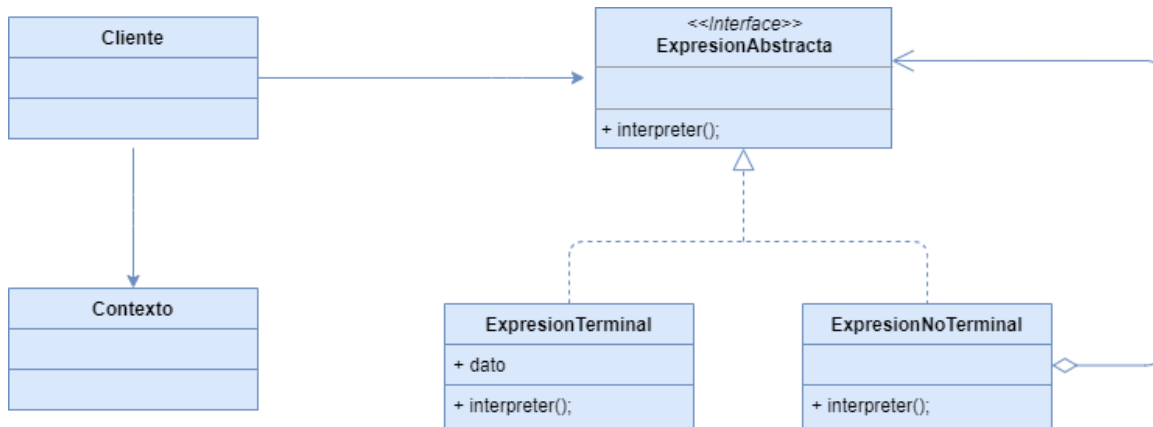 Cliente
<<Interface>>
ExpresionAbstracta
+ interpreter();
Contexto
ExpresionTerminal
+ dato
+ interpreter();
ExpresionNoTerminal
+ interpreter();